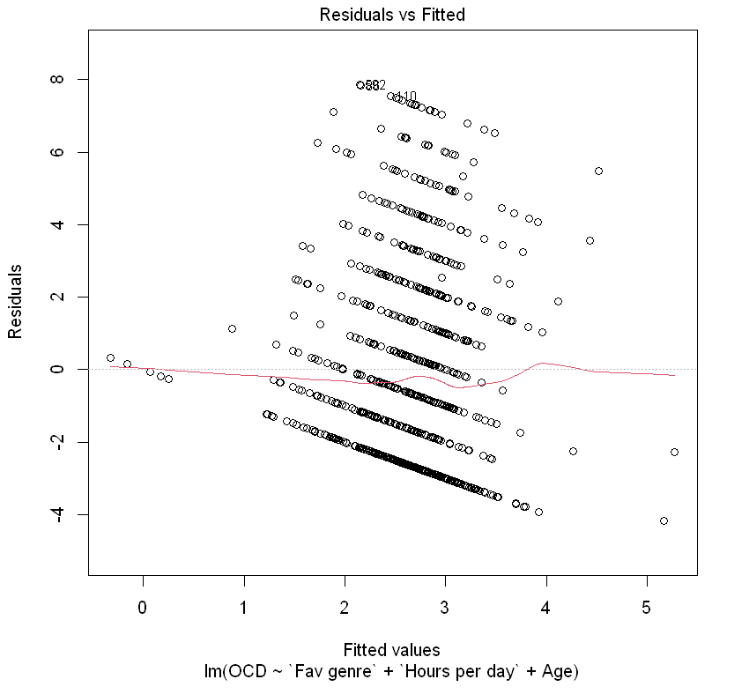 Residuals vs Fitted
Residuals
8
6
4
2
0
-2
-4
0 1 2 3 4 5
Fitted values
lm(OCD ~ `Fav genre` + `Hours per day` + Age)